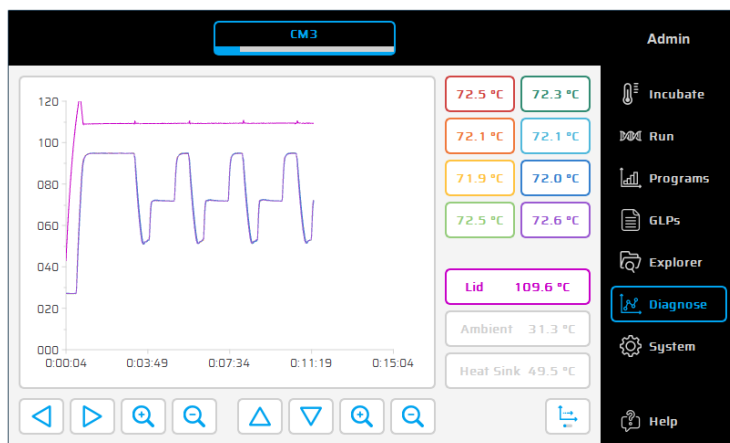 CM3
Admin
120
100
080
060
040
020
000
0:00:04 0:03:49 0:07:34 0:11:19 0:15:04
72.5 °C 72.3 °C
72.1 °C 72.1 °C
71.9 °C 72.0 °C
72.5 °C 72.6 °C
Lid 109.6 °C
Ambient 31.3 °C
Heat Sink 49.5 °C
Incubate
Run
Programs
GLPs
Explorer
Diagnose
System
Help